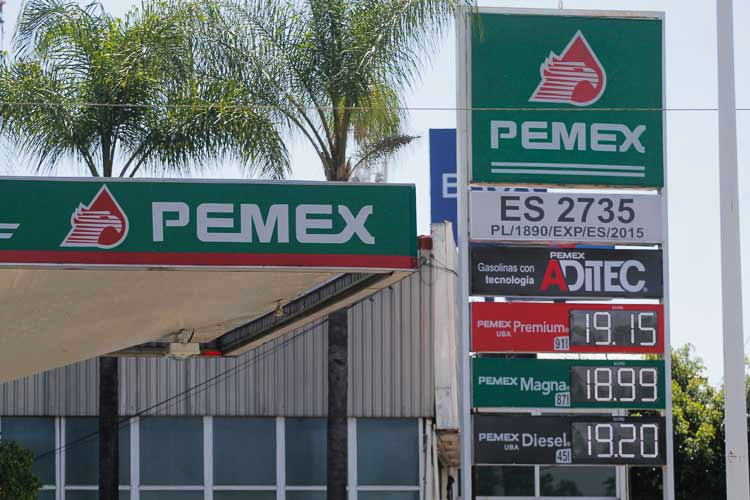 PEMEX
PEMEX
ES 2735
PL/1890/EXP/ES/2015
Gasolinas con
tecnología
PEMEX
ADITEC
PEMEX Premium
UBA
91
19.15
PEMEX Magna
UBA
87
18.99
PEMEX Diesel
UBA
45
19.20